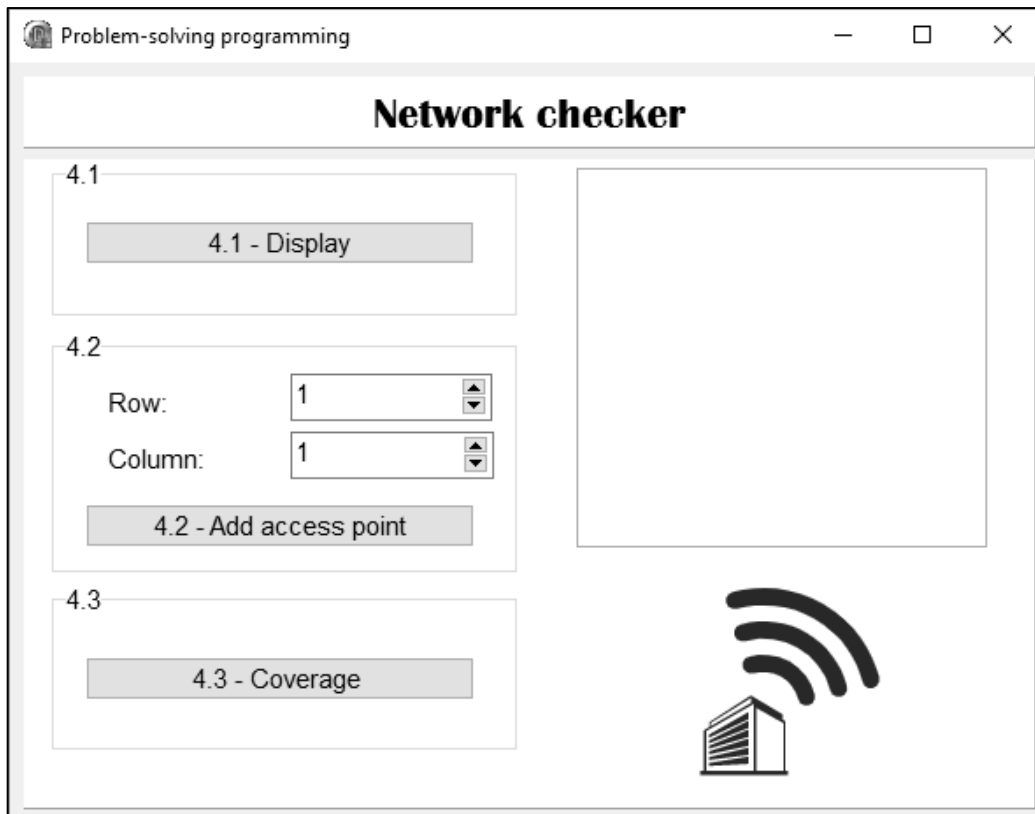 Problem-solving programming
Network checker
4.1
4.1 - Display
4.2
Row: 1
Column: 1
4.2 - Add access point
4.3
4.3 - Coverage